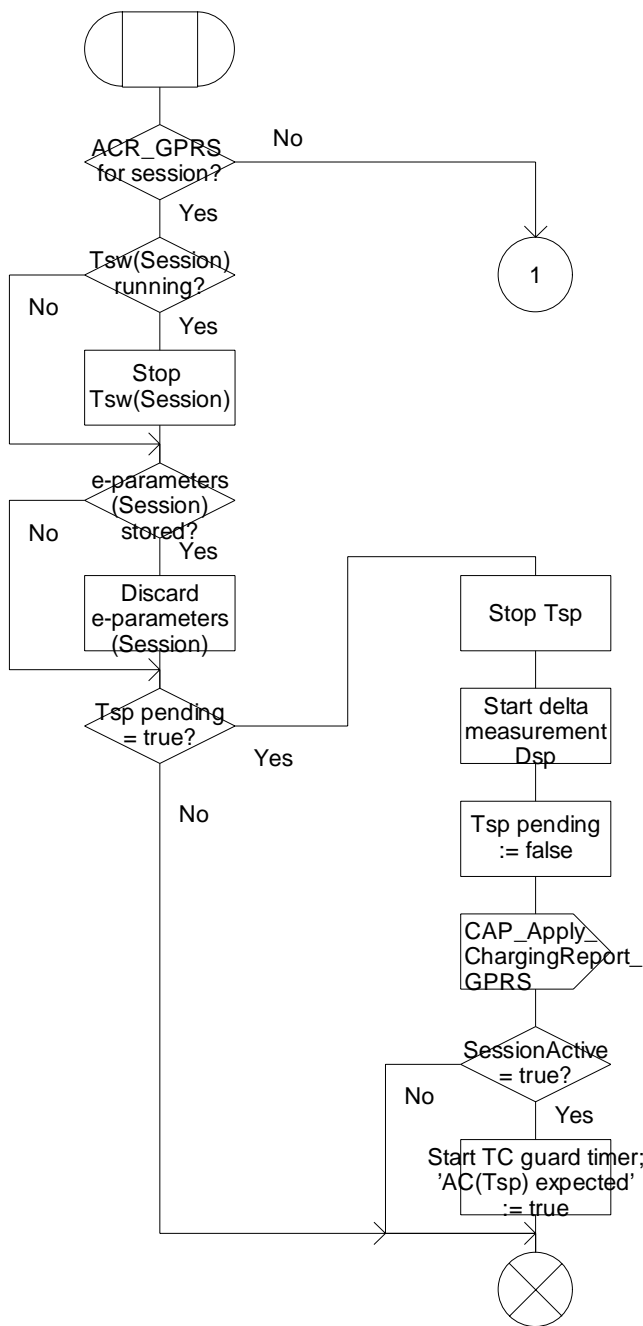 ACR_GPRS
for session?
No
Yes
1
Tsw(Session)
running?
No
Yes
Stop
Tsw(Session)
e-parameters
(Session)
stored?
No
Yes
Discard
e-parameters
(Session)
Tsp pending
= true?
Yes
No
Stop Tsp
Start delta
measurement
Dsp
Tsp pending
:= false
CAP_Apply_
ChargingReport_
GPRS
SessionActive
= true?
No
Yes
Start TC guard timer;
'AC(Tsp) expected'
:= true